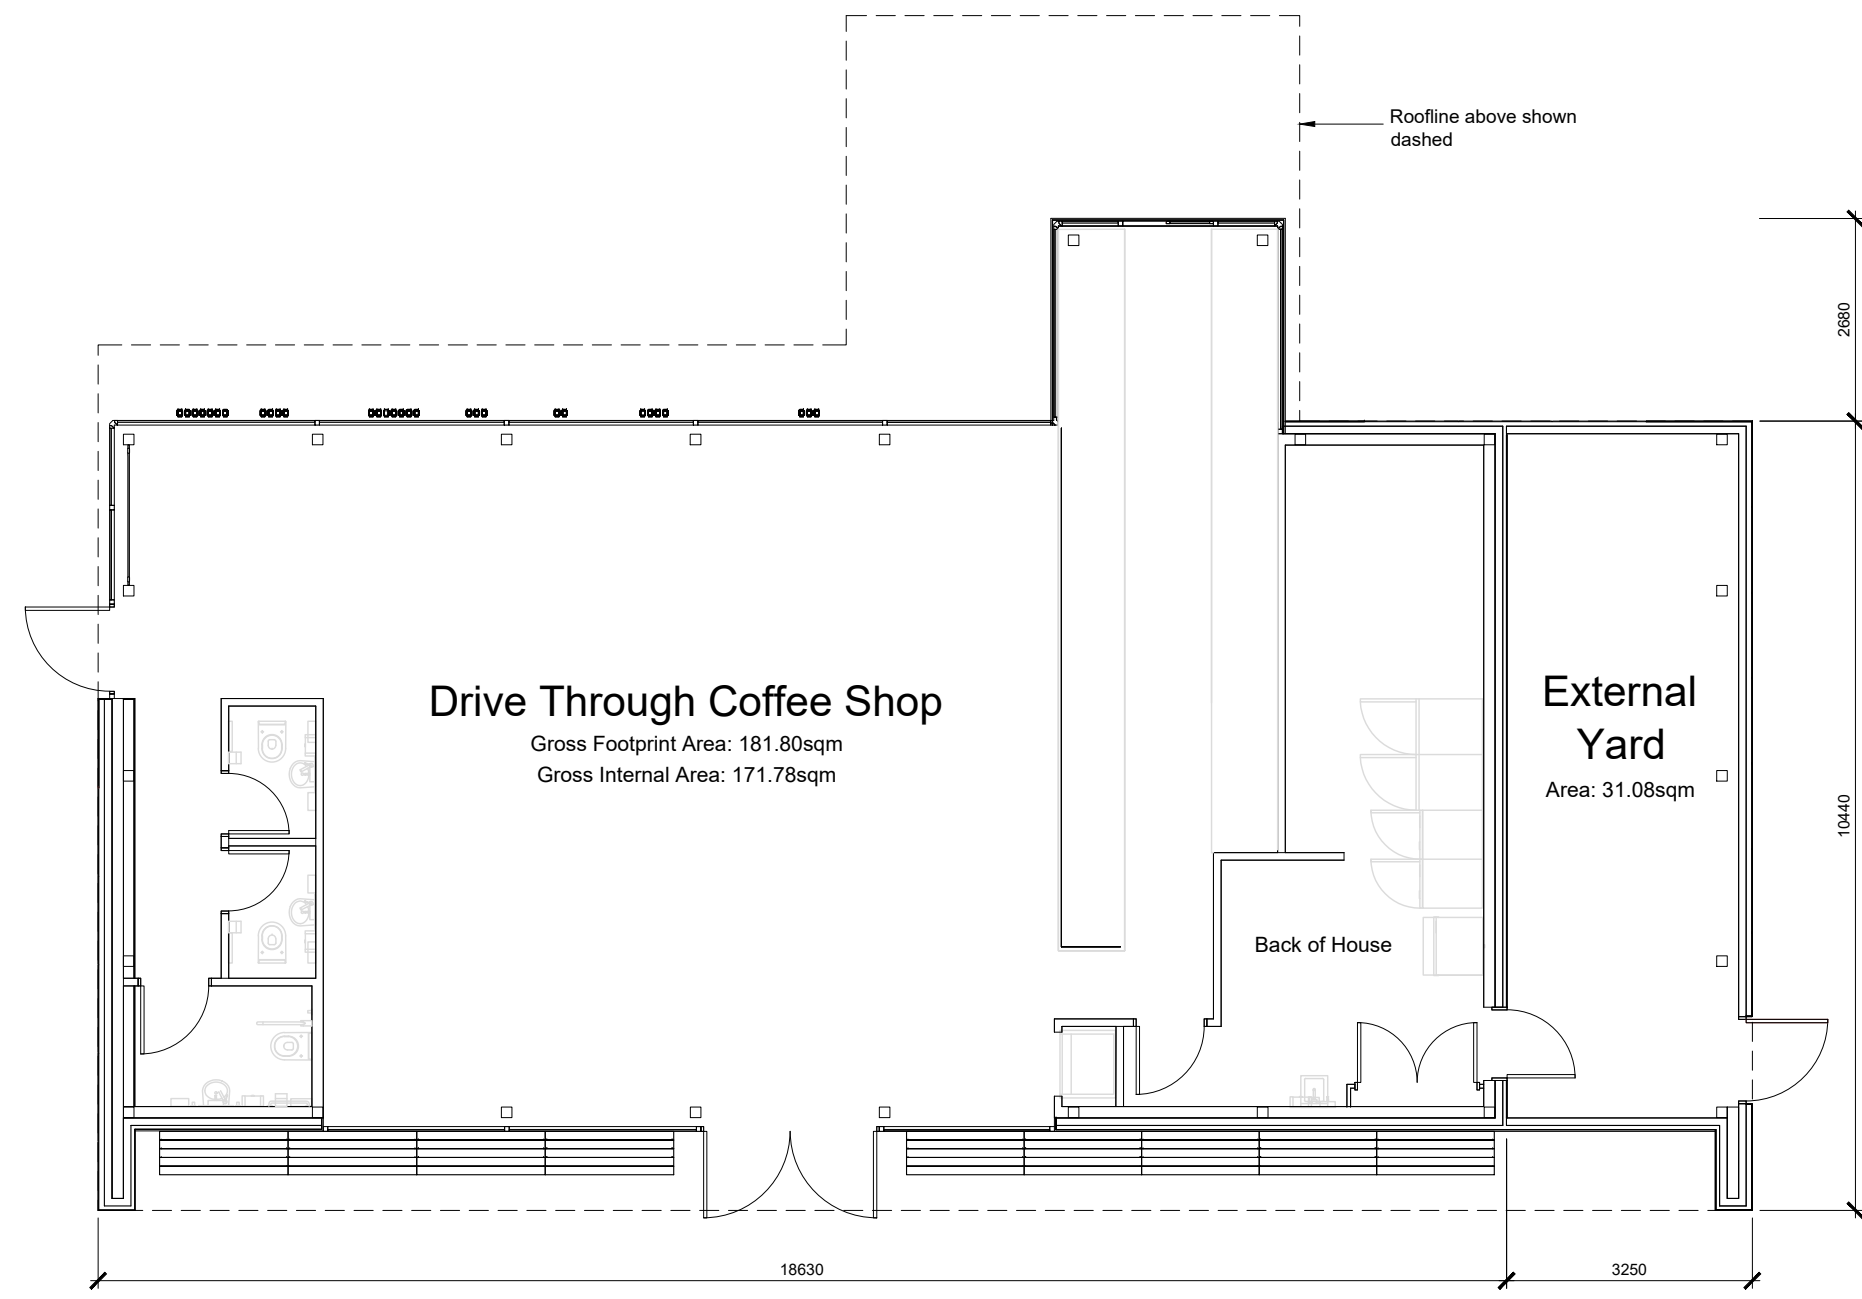 Roofline above shown
dashed
2680
Drive Through Coffee Shop
Gross Footprint Area: 181.80sqm
Gross Internal Area: 171.78sqm
External
Yard
Area: 31.08sqm
10440
Back of House
18630
3250